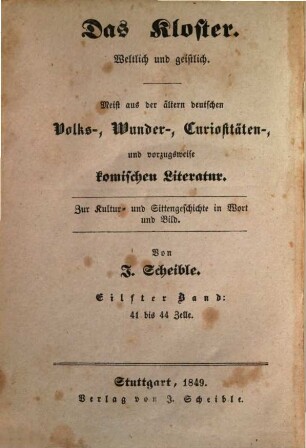 Das Kloster.
Weltlich und geistlich.
Meist aus der ältern deutschen
Volks-, Wunder-, Curiositäten-,
und vorzugsweise
komischen Literatur.
Zur Kultur- und Sittengeschichte in Wort
und Bild.
Von
J. Scheible.
Eilfter Band:
41 bis 44 Zelle.
Stuttgart, 1849.
Verlag von J. Scheible.